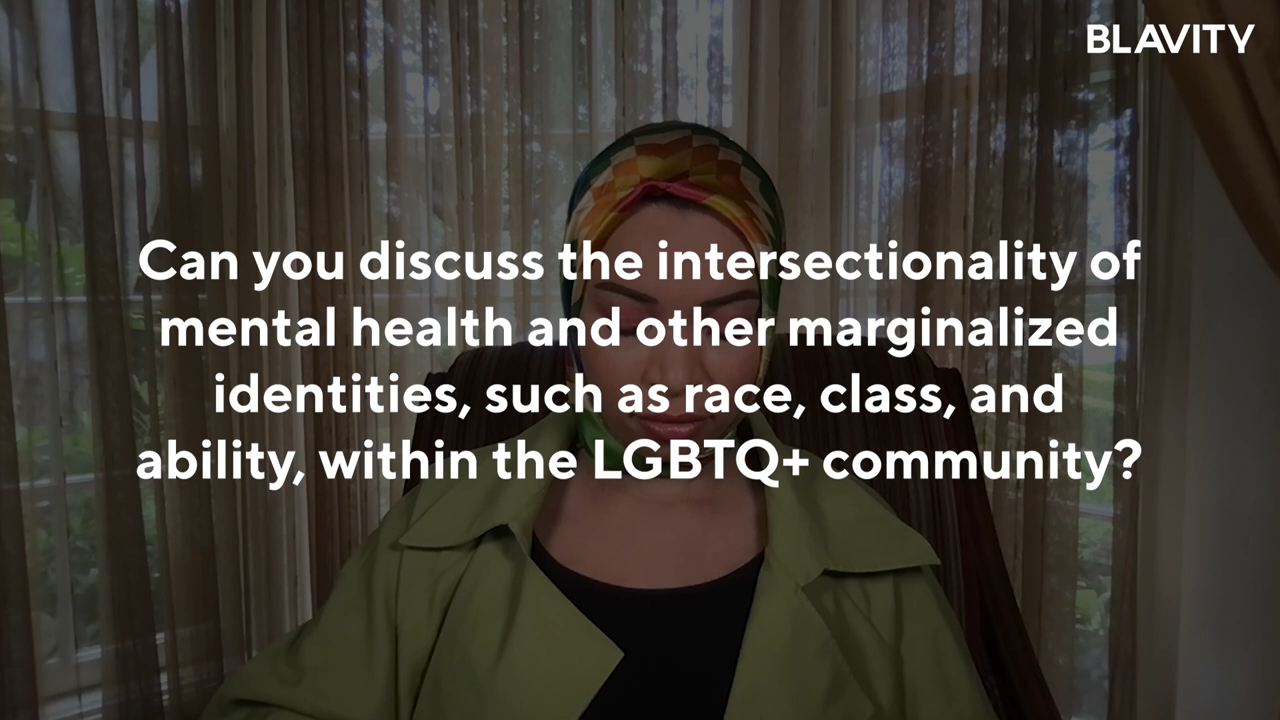 BLAVITY
Can you discuss the intersectionality of
mental health and other marginalized
identities, such as race, class, and
ability, within the LGBTQ+ community?